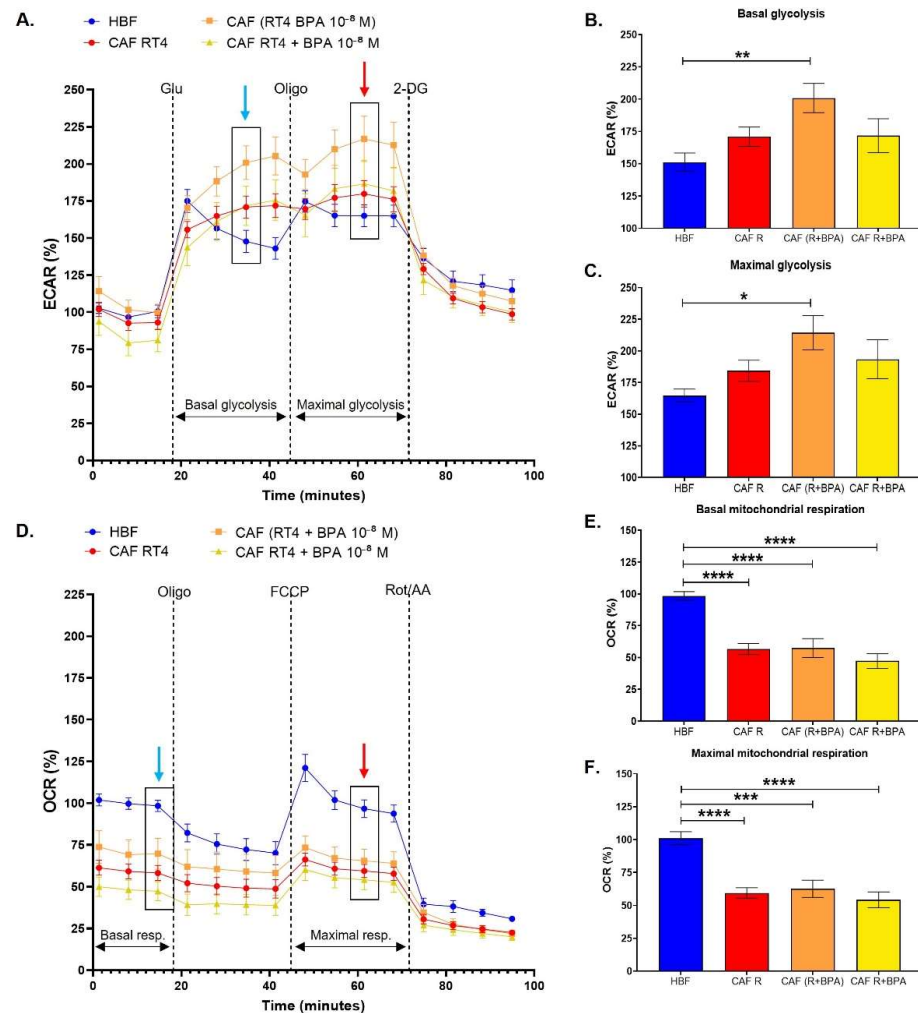 A.
HBF
CAF (RT4 BPA 10⁻⁸ M)
CAF RT4
CAF RT4 + BPA 10⁻⁸ M
Glu
Oligo
2-DG
250
225
200
175
150
125
100
75
50
25
0
ECAR (%)
Basal glycolysis
Maximal glycolysis
0
20
40
60
80
100
Time (minutes)
B.
Basal glycolysis
**
250
225
200
175
150
125
100
ECAR (%)
HBF
CAF R
CAF (R+BPA)
CAF R+BPA
C.
Maximal glycolysis
*
250
225
200
175
150
125
100
ECAR (%)
HBF
CAF R
CAF (R+BPA)
CAF R+BPA
D.
HBF
CAF (RT4 + BPA 10⁻⁸ M)
CAF RT4
CAF RT4 + BPA 10⁻⁸ M
Oligo
FCCP
Rot/AA
225
200
175
150
125
100
75
50
25
0
OCR (%)
Basal resp.
Maximal resp.
0
20
40
60
80
100
Time (minutes)
E.
Basal mitochondrial respiration
****
****
****
150
125
100
75
50
25
0
OCR (%)
HBF
CAF R
CAF (R+BPA)
CAF R+BPA
F.
Maximal mitochondrial respiration
****
***
****
150
125
100
75
50
25
0
OCR (%)
HBF
CAF R
CAF (R+BPA)
CAF R+BPA